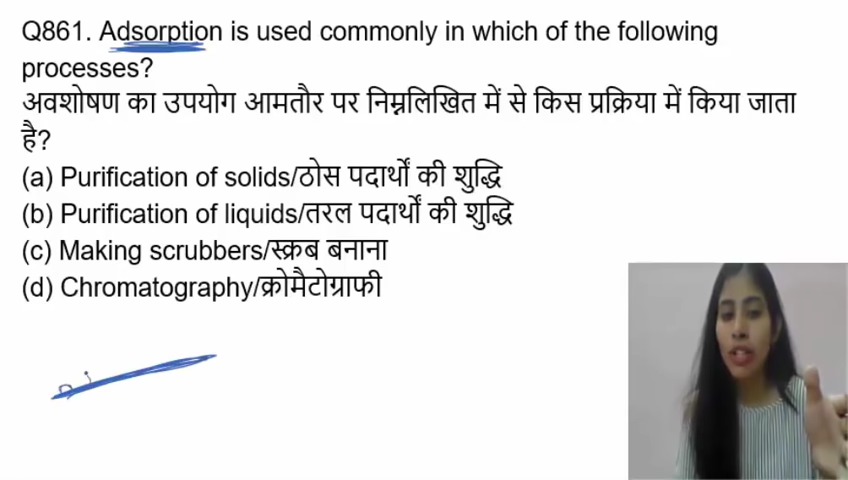 Q861. Adsorption is used commonly in which of the following
processes?
अवशोषण का उपयोग आमतौर पर निम्नलिखित में से किस प्रक्रिया में किया जाता
है?
(a) Purification of solids/ठोस पदार्थों की शुद्धि
(b) Purification of liquids/तरल पदार्थों की शुद्धि
(c) Making scrubbers/स्क्रब बनाना
(d) Chromatography/क्रोमैटोग्राफी